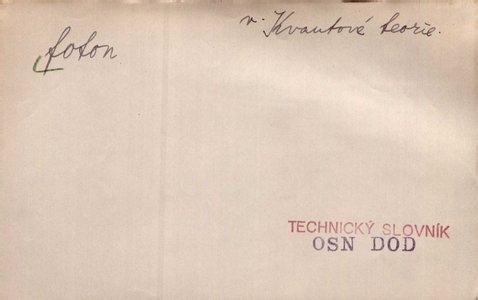 v. Kvantové teorie.
foton
TECHNICKÝ SLOVNÍK
OSN DOD